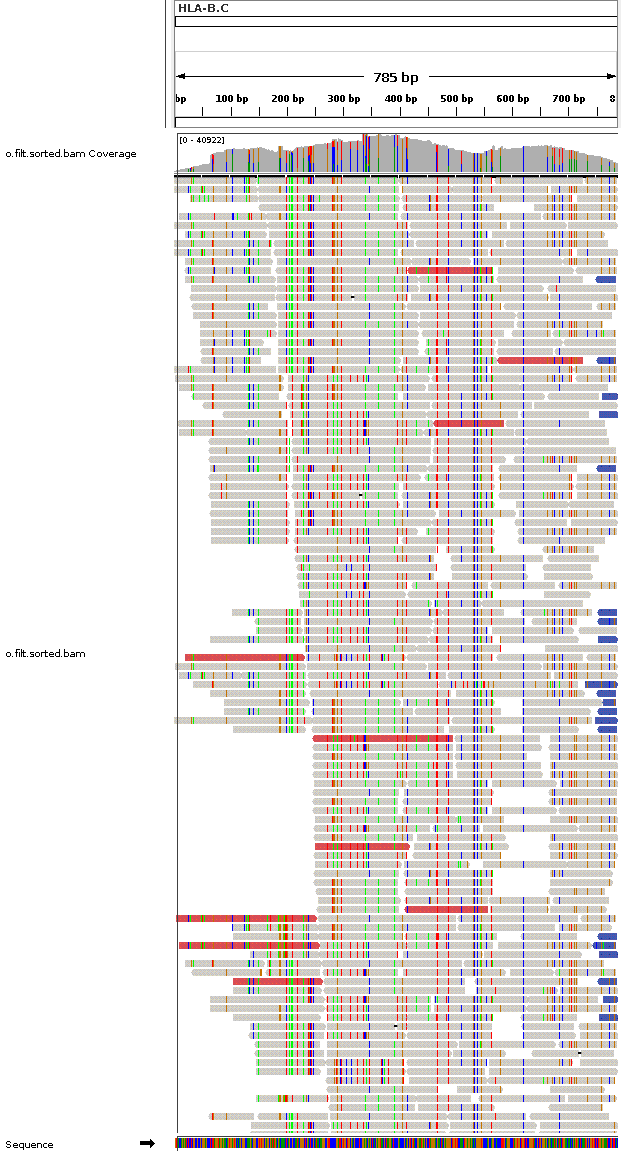 HLA-B.C
785 bp
bp 100 bp 200 bp 300 bp 400 bp 500 bp 600 bp 700 bp 8
[0 - 40922]
o.filt.sorted.bam Coverage
o.filt.sorted.bam
Sequence